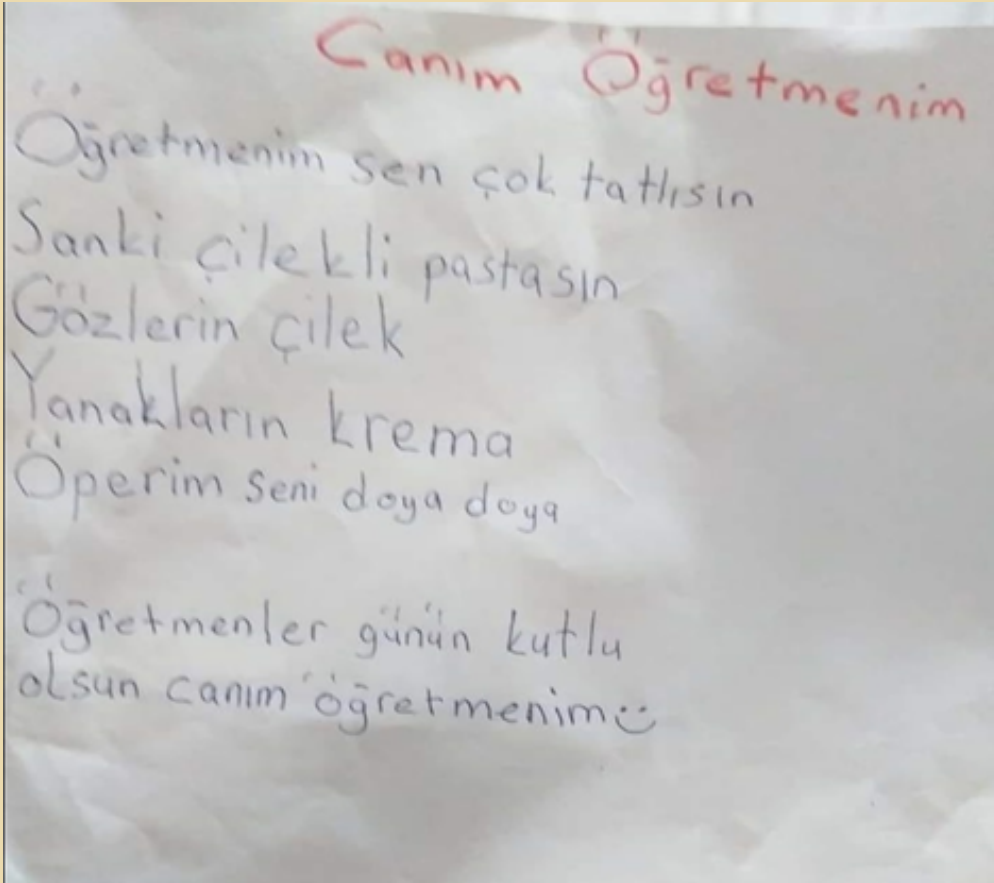 Canım Öğretmenim
Öğretmenim sen çok tatlısın
Sanki çilekli pastasın
Gözlerin çilek
Yanakların krema
Öperim seni doya doya
Öğretmenler günün kutlu
olsun canım öğretmenim